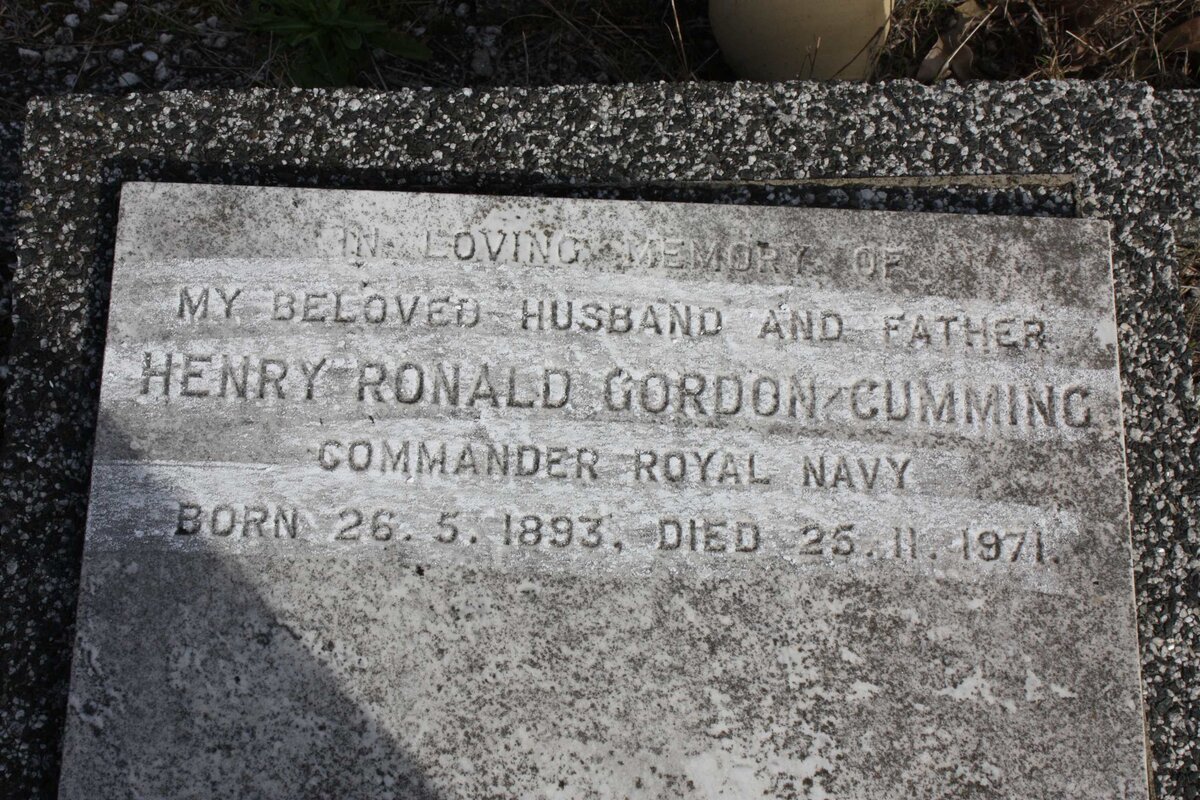 IN LOVING MEMORY OF
MY BELOVED HUSBAND AND FATHER
HENRY RONALD GORDON-CUMMING
COMMANDER ROYAL NAVY
BORN 26. 5. 1893, DIED 25. 11. 1971.